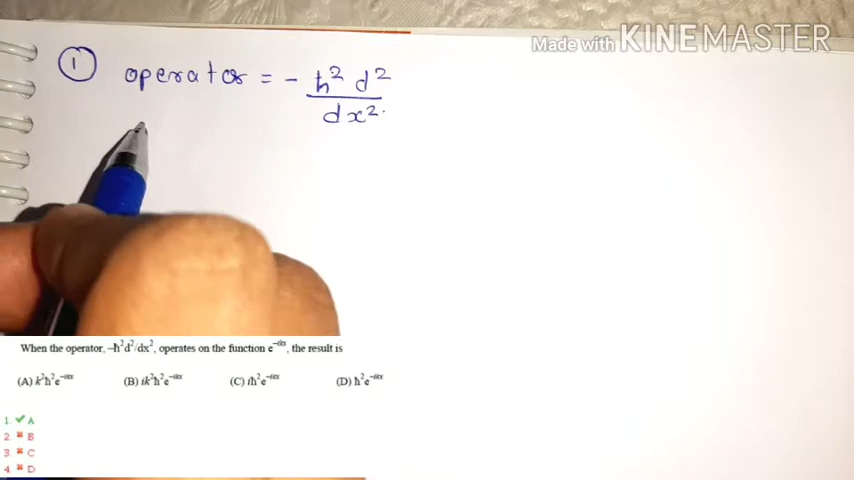 Made with KINEMASTER
① operator = - ħ² d²
dx²
When the operator, –ħ²d²/dx², operates on the function e⁻ⁱᵏˣ, the result is
(A) k²ħ²e⁻ⁱᵏˣ (B) ik²ħ²e⁻ⁱᵏˣ (C) iħ²e⁻ⁱᵏˣ (D) ħ²e⁻ⁱᵏˣ
1. ✔ A
2. ✖ B
3. ✖ C
4. ✖ D